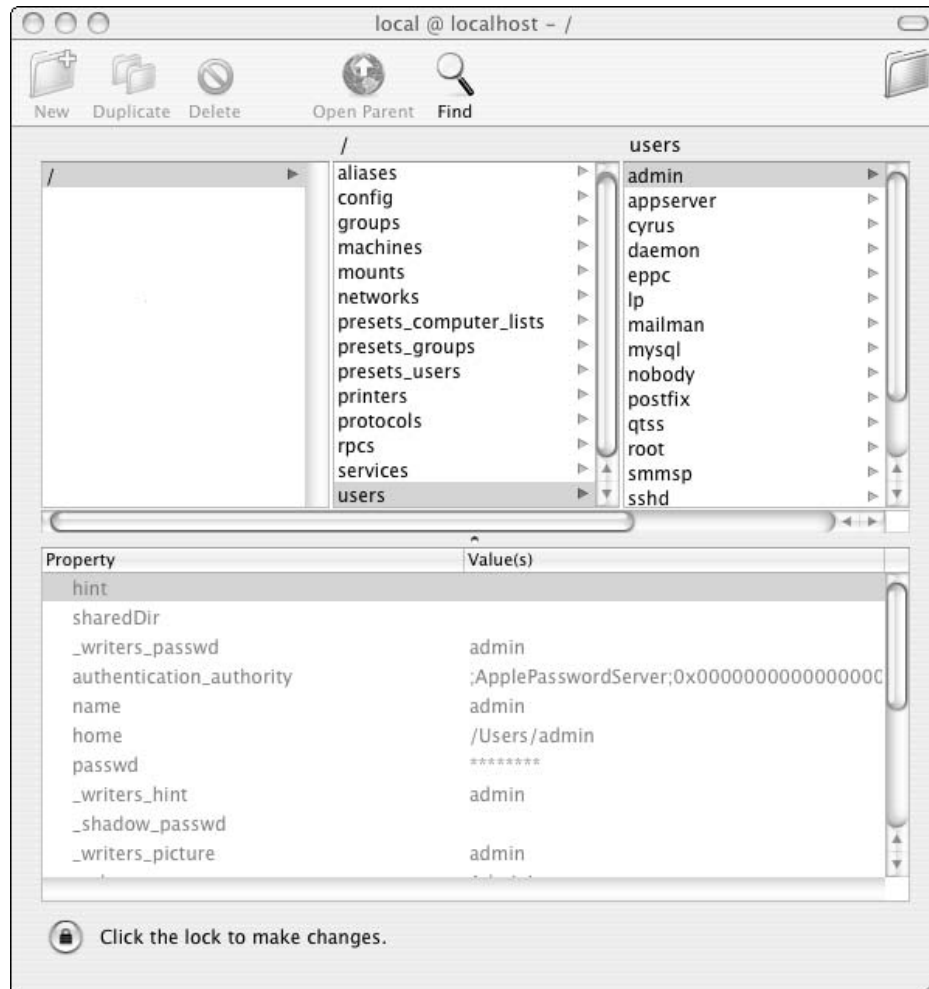 local @ localhost – /
New Duplicate Delete Open Parent Find
/ users
/
aliases
config
groups
machines
mounts
networks
presets_computer_lists
presets_groups
presets_users
printers
protocols
rpcs
services
users
admin
appserver
cyrus
daemon
eppc
lp
mailman
mysql
nobody
postfix
qtss
root
smmsp
sshd
Property Value(s)
hint
sharedDir
_writers_passwd admin
authentication_authority ;ApplePasswordServer;0x0000000000000000
name admin
home /Users/admin
passwd ********
_writers_hint admin
_shadow_passwd
_writers_picture admin
Click the lock to make changes.